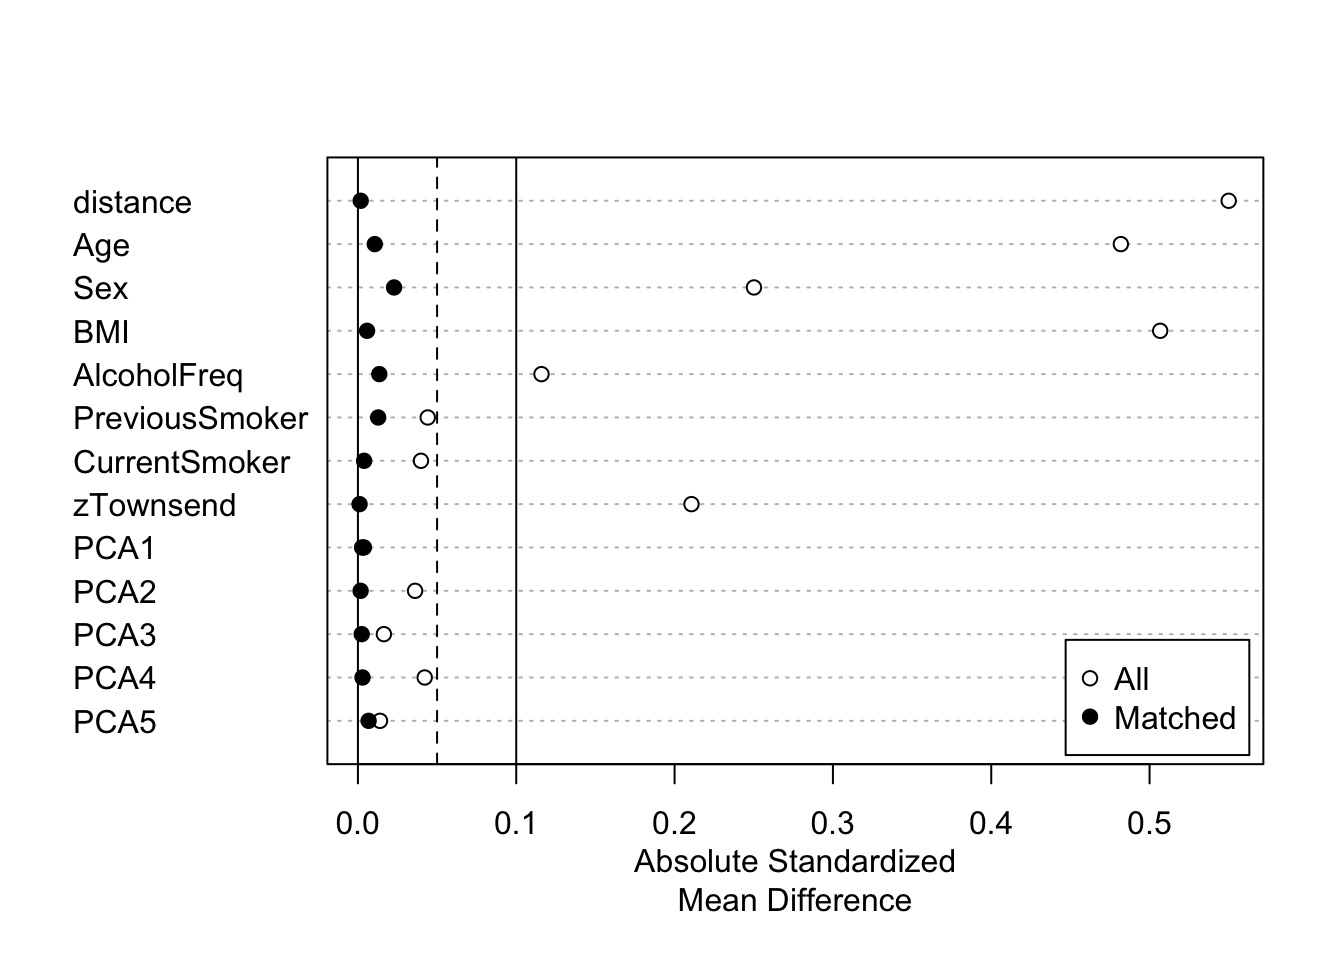 distance
Age
Sex
BMI
AlcoholFreq
PreviousSmoker
CurrentSmoker
zTownsend
PCA1
PCA2
PCA3
PCA4
PCA5
All
Matched
0.0 0.1 0.2 0.3 0.4 0.5
Absolute Standardized
Mean Difference